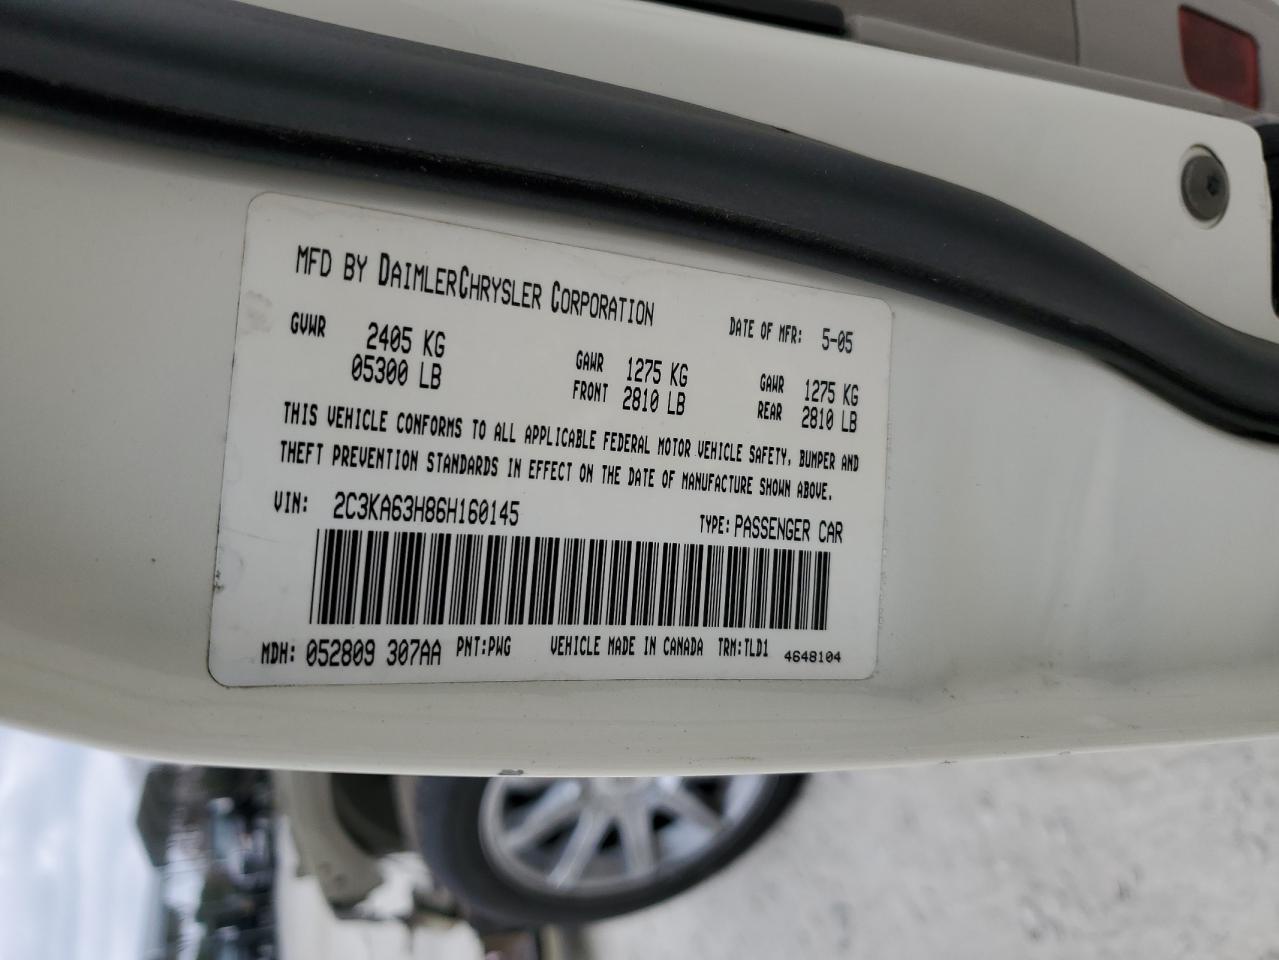 MFD BY DAIMLERCHRYSLER CORPORATION DATE OF MFR: 5-05
GVWR 2405 KG GAWR 1275 KG GAWR 1275 KG
05300 LB FRONT 2810 LB REAR 2810 LB
THIS VEHICLE CONFORMS TO ALL APPLICABLE FEDERAL MOTOR VEHICLE SAFETY, BUMPER AND
THEFT PREVENTION STANDARDS IN EFFECT ON THE DATE OF MANUFACTURE SHOWN ABOVE.
VIN: 2C3KA63H86H160145 TYPE: PASSENGER CAR
MDH: 052809 307AA PNT:PWG VEHICLE MADE IN CANADA TRM:TLD1 4648104